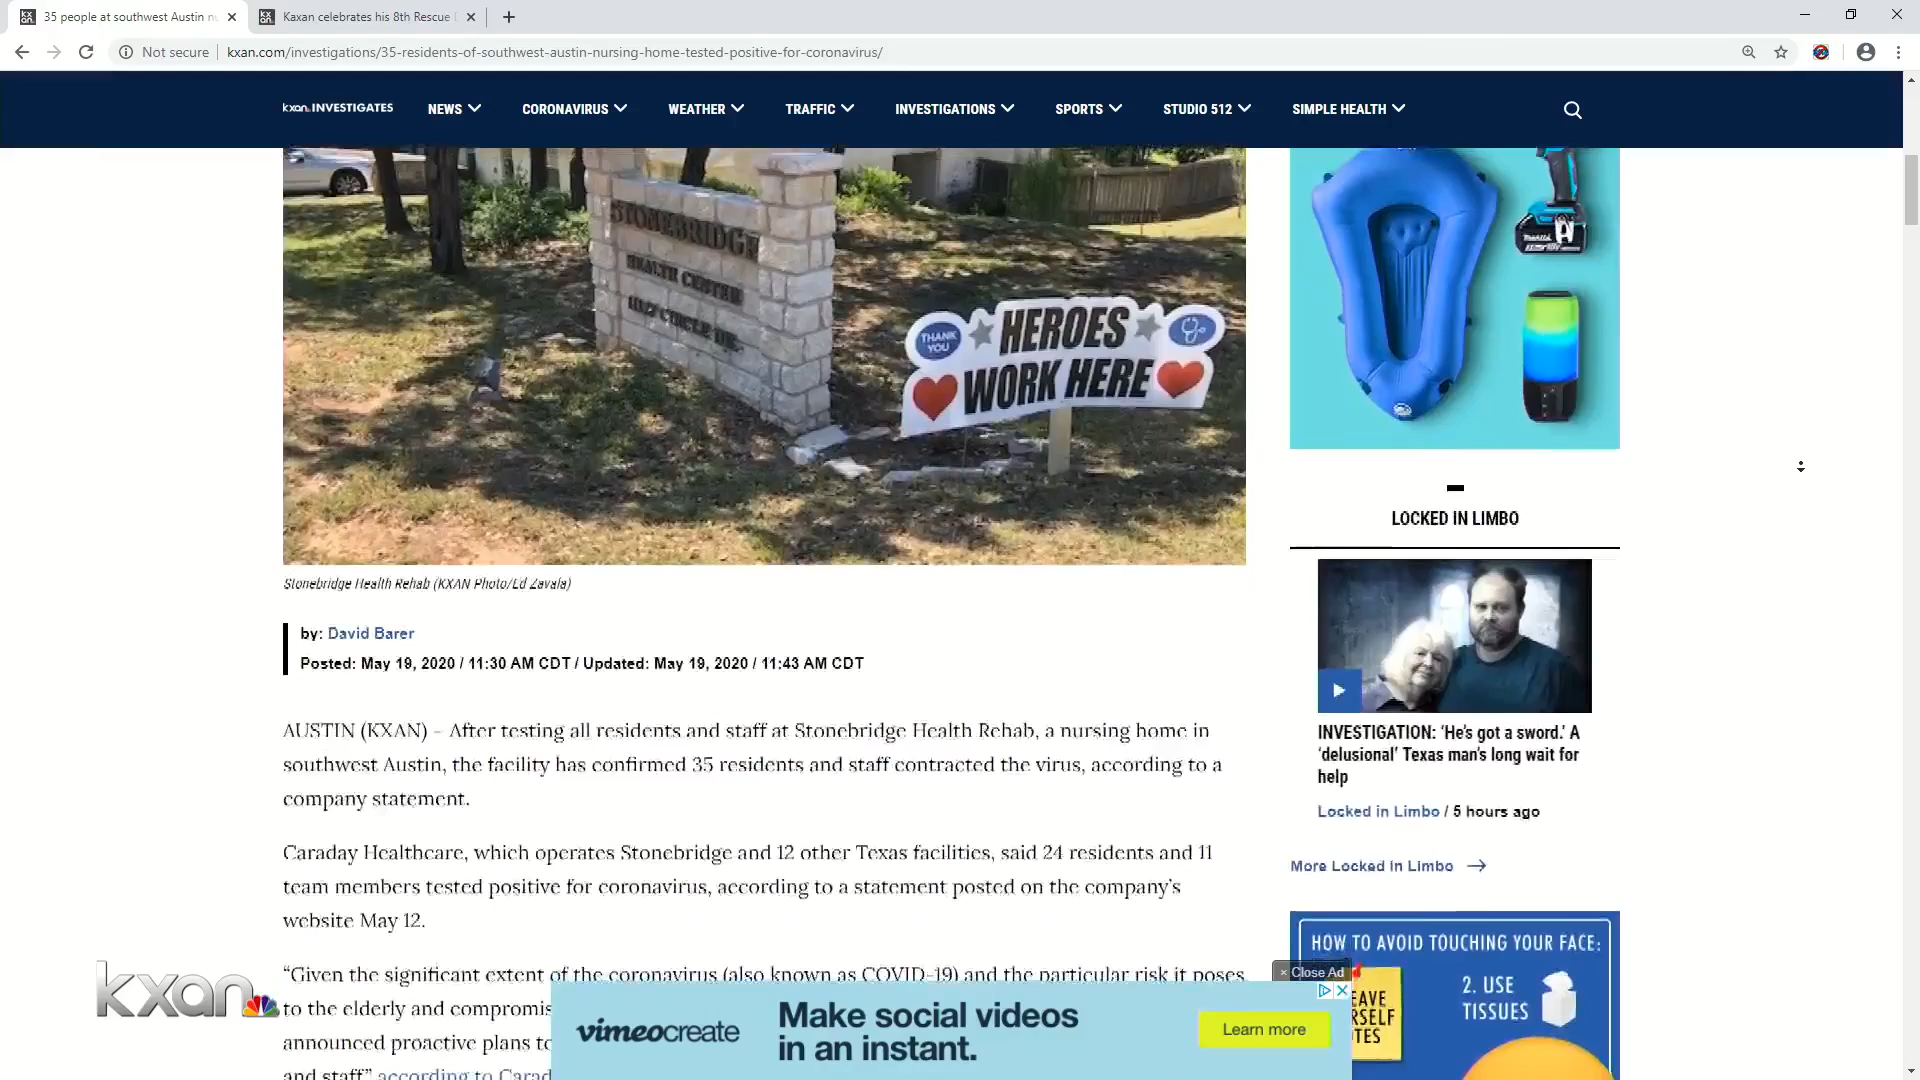 35 people at southwest Austin nu
Kaxan celebrates his 8th Rescue
Not secure
kxan.com/investigations/35-residents-of-southwest-austin-nursing-home-tested-positive-for-coronavirus/
kxan INVESTIGATES
NEWS
CORONAVIRUS
WEATHER
TRAFFIC
INVESTIGATIONS
SPORTS
STUDIO 512
SIMPLE HEALTH
STONEBRIDGE
HEALTH CENTER
THANK
YOU
HEROES
WORK HERE
makita
Stonebridge Health Rehab (KXAN Photo/Ed Zavala)
by: David Barer
Posted: May 19, 2020 / 11:30 AM CDT / Updated: May 19, 2020 / 11:43 AM CDT
AUSTIN (KXAN) – After testing all residents and staff at Stonebridge Health Rehab, a nursing home in
southwest Austin, the facility has confirmed 35 residents and staff contracted the virus, according to a
company statement.
Caraday Healthcare, which operates Stonebridge and 12 other Texas facilities, said 24 residents and 11
team members tested positive for coronavirus, according to a statement posted on the company's
website May 12.
“Given the significant extent of the coronavirus (also known as COVID-19) and the particular risk it poses
to the elderly and compromis
announced proactive plans to
and staff,” according to Carad
LOCKED IN LIMBO
INVESTIGATION: ‘He's got a sword.’ A
‘delusional’ Texas man's long wait for
help
Locked in Limbo / 5 hours ago
More Locked in Limbo
HOW TO AVOID TOUCHING YOUR FACE:
2. USE
TISSUES
EAVE
RSELF
TES
× Close Ad
vimeocreate
Make social videos
in an instant.
Learn more
kxan